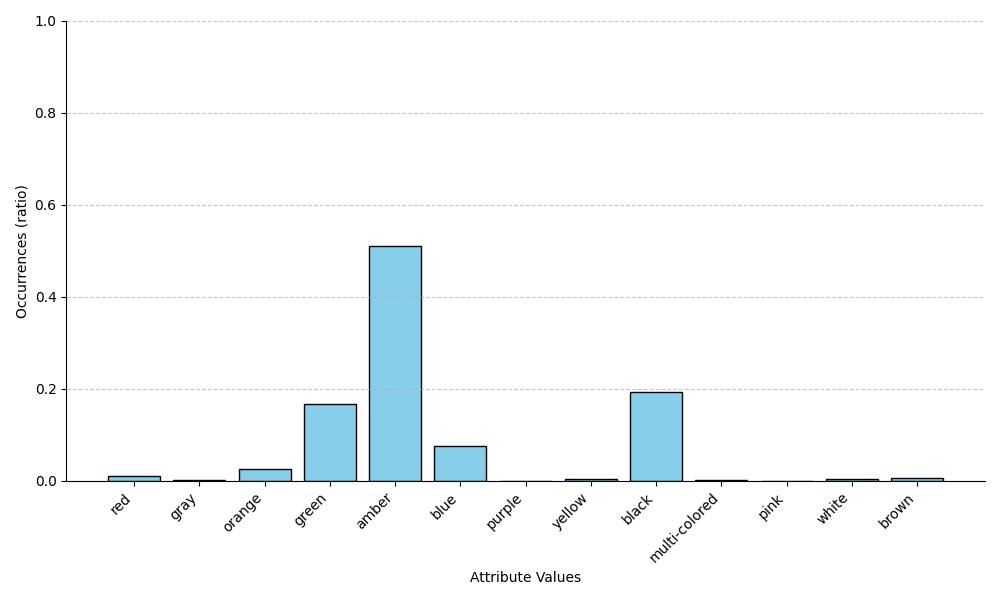 1.0
0.8
0.6
0.4
0.2
0.0
Occurrences (ratio)
red
gray
orange
green
amber
blue
purple
yellow
black
multi-colored
pink
white
brown
Attribute Values